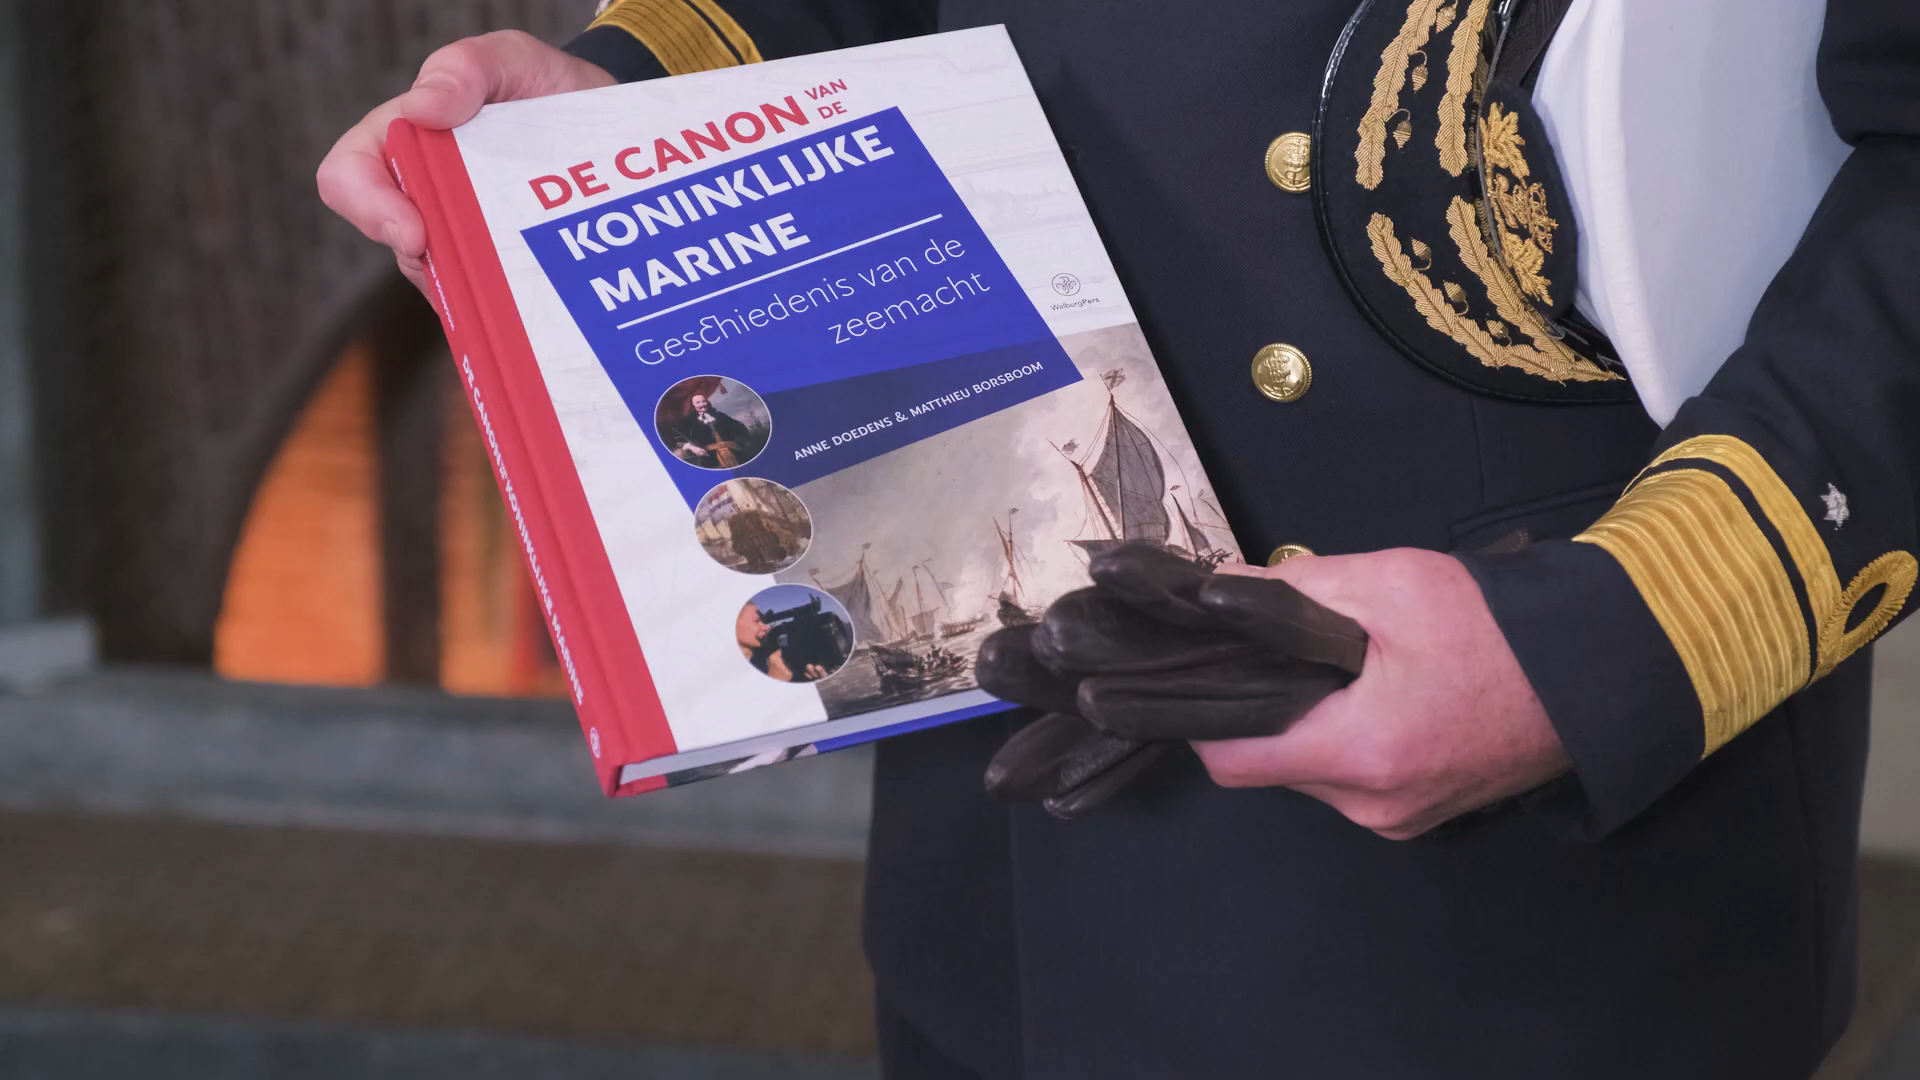 DE CANON VAN DE
KONINKLIJKE
MARINE
Geschiedenis van de
zeemacht
WalburgPers
ANNE DOEDENS & MATTHIEU BORSBOOM
DE CANON VAN DE KONINKLIJKE MARINE